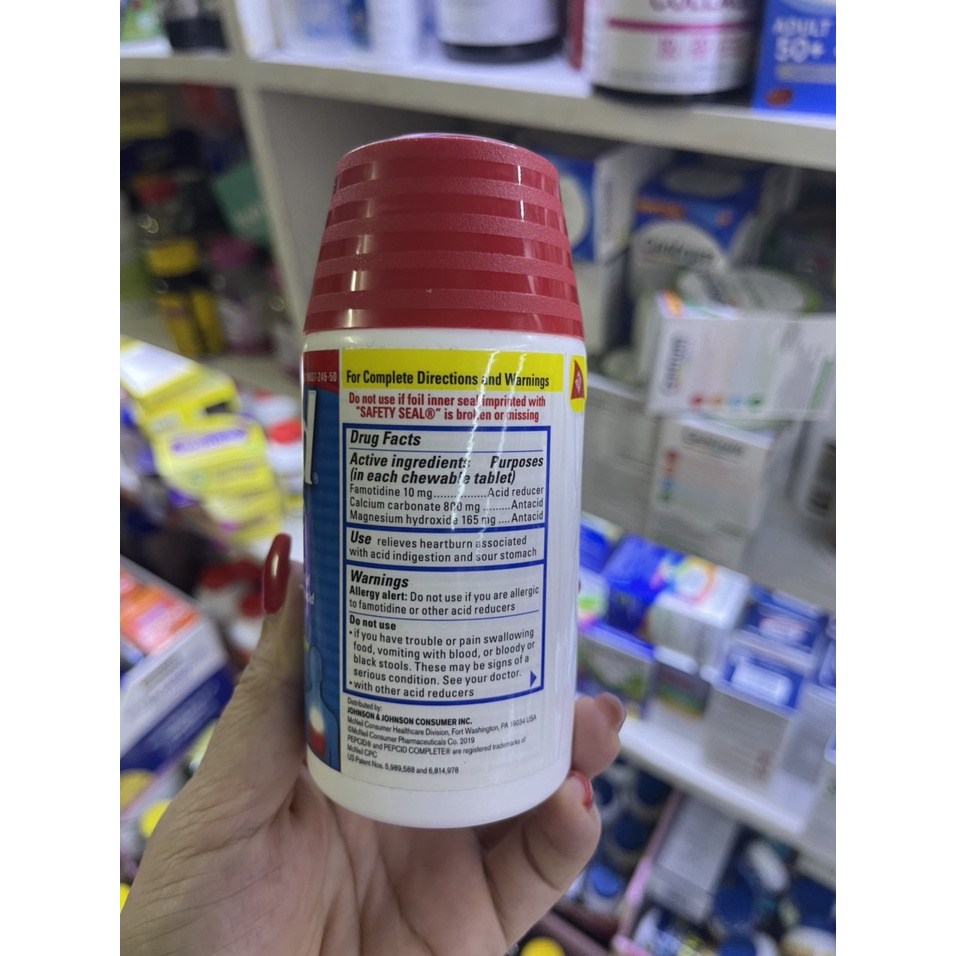 COLLAG
ADULT
50+
For Complete Directions and Warnings
Do not use if foil inner seal imprinted with
"SAFETY SEAL®" is broken or missing
Drug Facts
Active ingredients Purposes
(in each chewable tablet)
Famotidine 10 mg................Acid reducer
Calcium carbonate 800 mg .........Antacid
Magnesium hydroxide 165 mg ....Antacid
Use relieves heartburn associated
with acid indigestion and sour stomach
Warnings
Allergy alert: Do not use if you are allergic
to famotidine or other acid reducers
Do not use
• if you have trouble or pain swallowing
food, vomiting with blood, or bloody or
black stools. These may be signs of a
serious condition. See your doctor.
• with other acid reducers
Distributed by:
JOHNSON & JOHNSON CONSUMER INC.
McNeil Consumer Healthcare Division, Fort Washington, PA 19034 USA
©McNeil Consumer Pharmaceuticals Co. 2019
PEPCID® and PEPCID COMPLETE® are registered trademarks of
McNeil CPC
US Patent Nos. 5,989,588 and 6,814,978